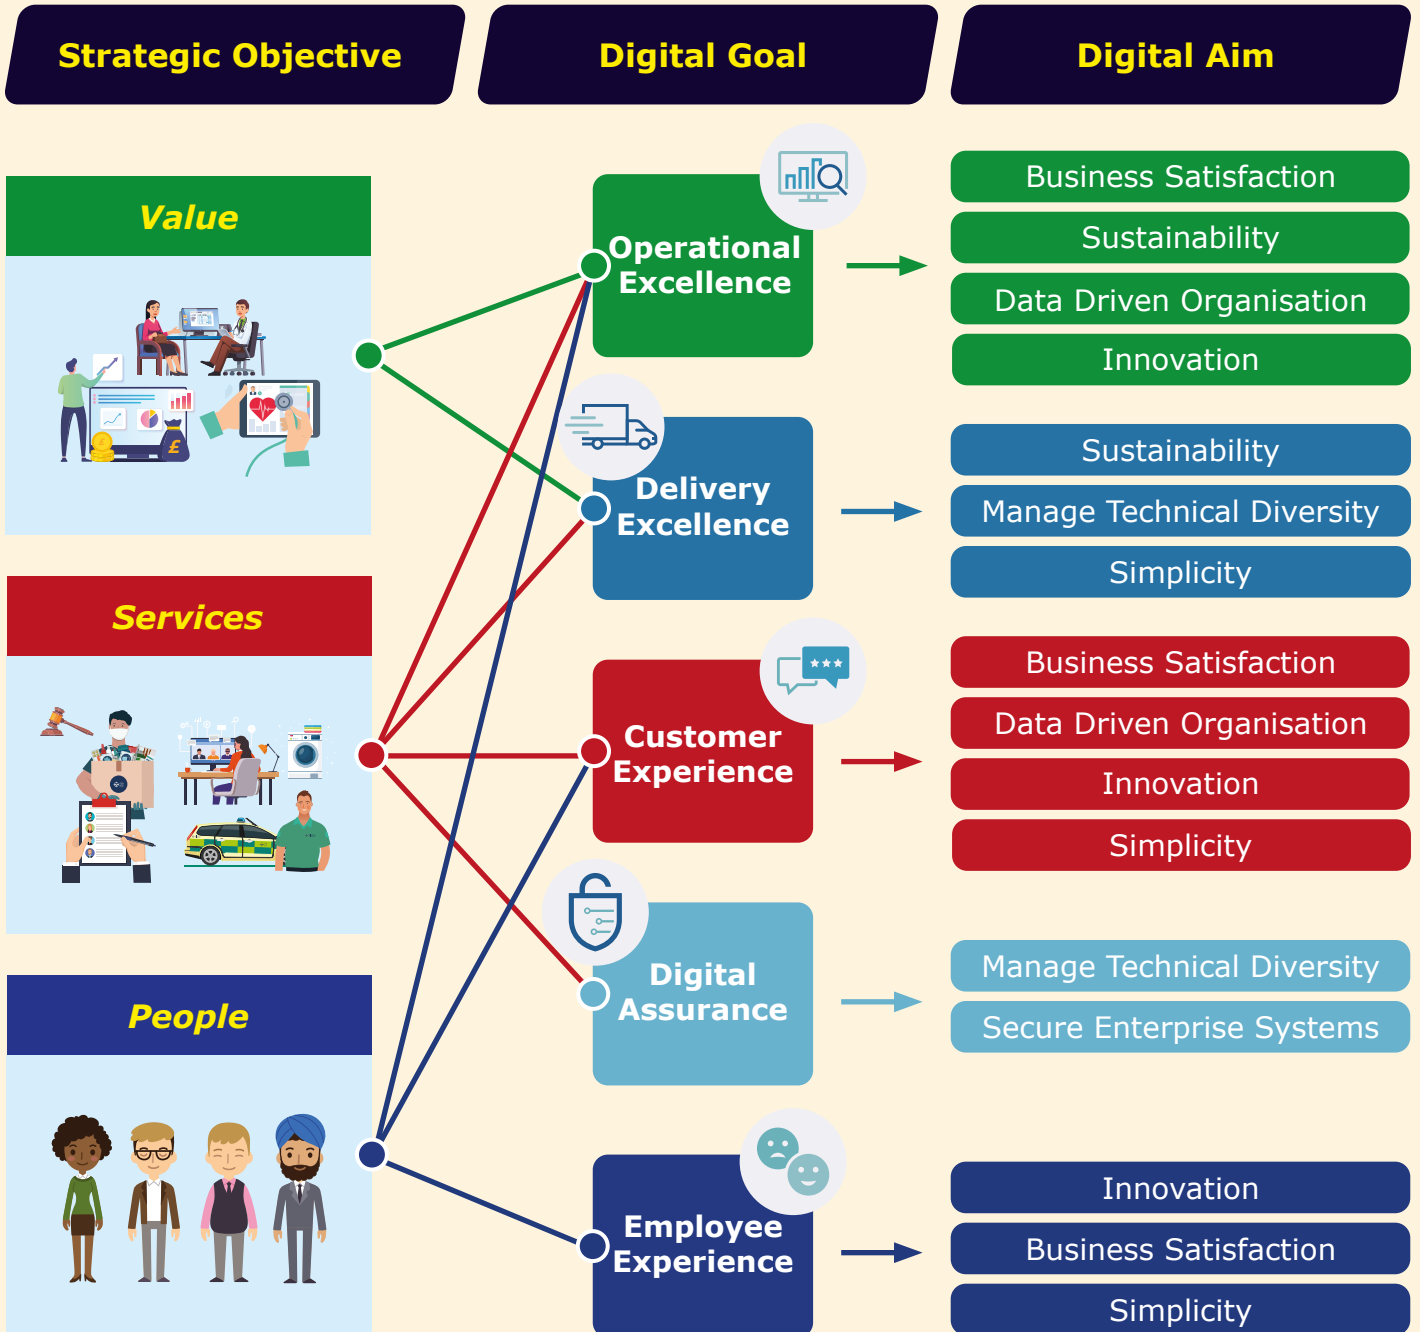 Strategic Objective
Digital Goal
Digital Aim
Value
£
£
Services
People
Operational
Excellence
Delivery
Excellence
Customer
Experience
Digital
Assurance
Employee
Experience
Business Satisfaction
Sustainability
Data Driven Organisation
Innovation
Sustainability
Manage Technical Diversity
Simplicity
Business Satisfaction
Data Driven Organisation
Innovation
Simplicity
Manage Technical Diversity
Secure Enterprise Systems
Innovation
Business Satisfaction
Simplicity